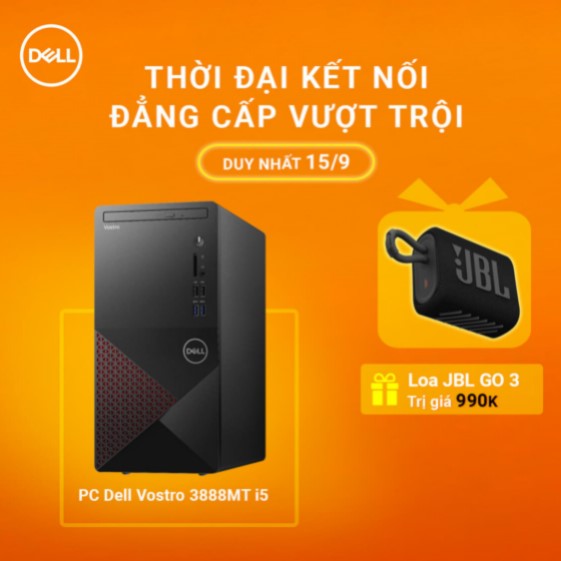 DELL
THỜI ĐẠI KẾT NỐI
ĐẲNG CẤP VƯỢT TRỘI
DUY NHẤT 15/9
Vostro
DELL
JBL
Loa JBL GO 3
Trị giá 990K
PC Dell Vostro 3888MT i5